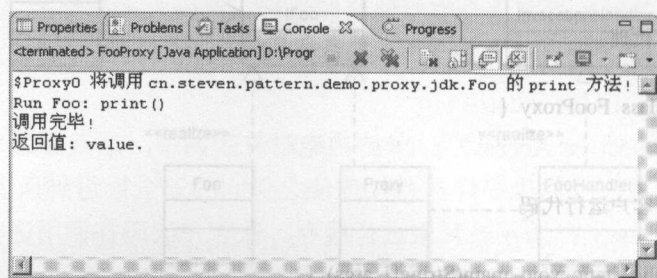 Properties Problems Tasks Console Progress
<terminated> FooProxy [Java Application] D:\Progr
$Proxy0 将调用 cn.steven.pattern.demo.proxy.jdk.Foo 的 print 方法!
Run Foo: print()
调用完毕!
返回值: value.